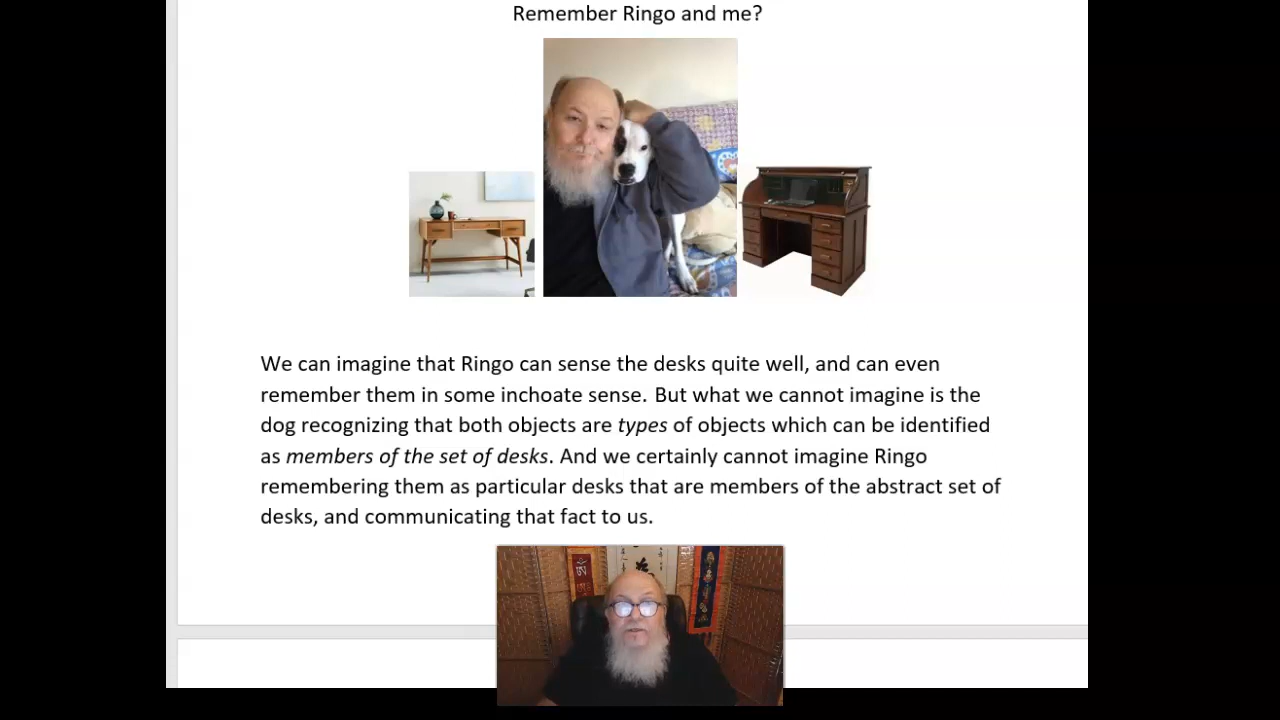 Remember Ringo and me?
We can imagine that Ringo can sense the desks quite well, and can even
remember them in some inchoate sense. But what we cannot imagine is the
dog recognizing that both objects are types of objects which can be identified
as members of the set of desks. And we certainly cannot imagine Ringo
remembering them as particular desks that are members of the abstract set of
desks, and communicating that fact to us.